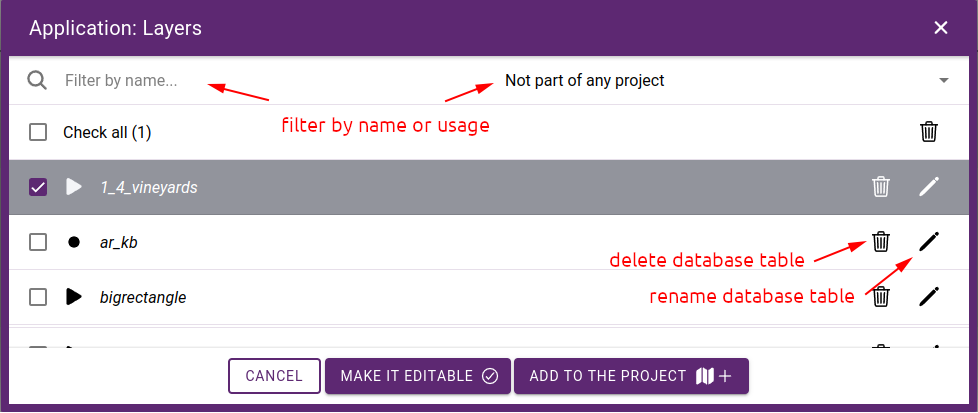 Application: Layers
Filter by name...
Not part of any project
filter by name or usage
Check all (1)
1_4_vineyards
ar_kb
delete database table
bigrectangle
rename database table
CANCEL
MAKE IT EDITABLE
ADD TO THE PROJECT